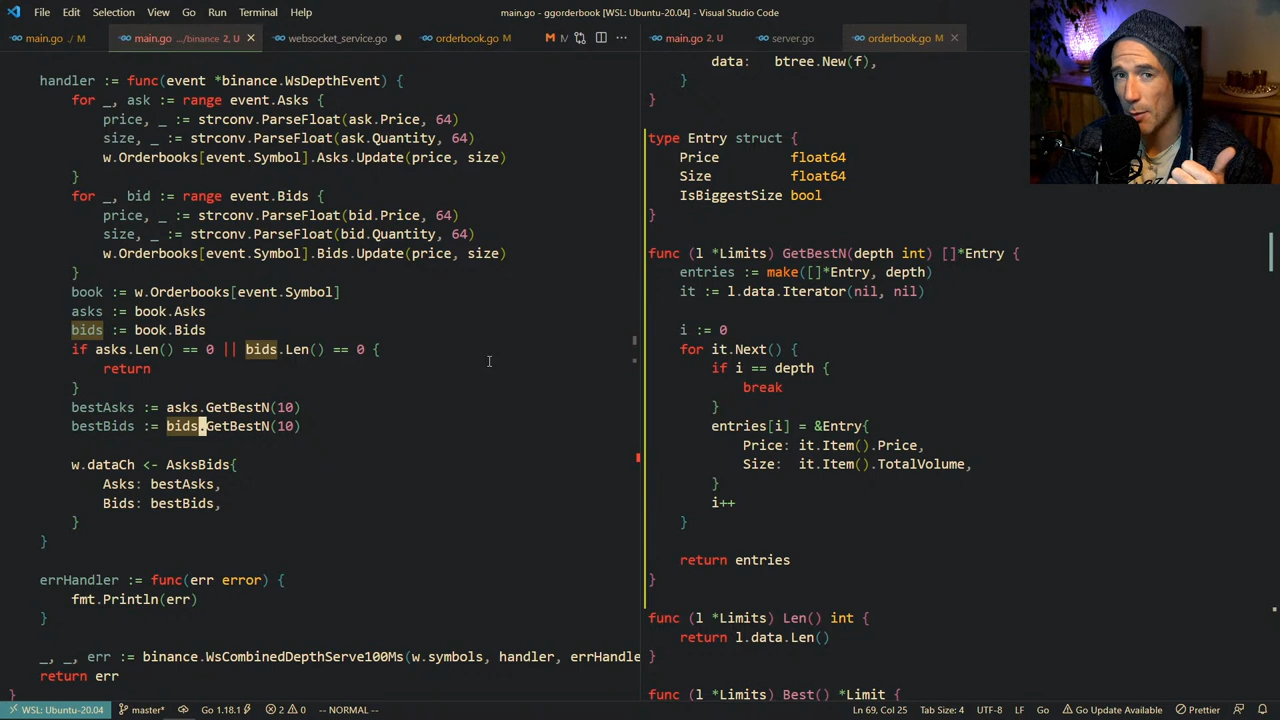 File Edit Selection View Go Run Terminal Help main.go - ggorderbook [WSL: Ubuntu-20.04] - Visual Studio Code
main.go ./ M main.go .../binance 2, U websocket_service.go orderbook.go M M main.go 2, U server.go orderbook.go M
handler := func(event *binance.WsDepthEvent) {
for _, ask := range event.Asks {
price, _ := strconv.ParseFloat(ask.Price, 64)
size, _ := strconv.ParseFloat(ask.Quantity, 64)
w.Orderbooks[event.Symbol].Asks.Update(price, size)
}
for _, bid := range event.Bids {
price, _ := strconv.ParseFloat(bid.Price, 64)
size, _ := strconv.ParseFloat(bid.Quantity, 64)
w.Orderbooks[event.Symbol].Bids.Update(price, size)
}
book := w.Orderbooks[event.Symbol]
asks := book.Asks
bids := book.Bids
if asks.Len() == 0 || bids.Len() == 0 {
return
}
bestAsks := asks.GetBestN(10)
bestBids := bids.GetBestN(10)
w.dataCh <- AsksBids{
Asks: bestAsks,
Bids: bestBids,
}
}
errHandler := func(err error) {
fmt.Println(err)
}
_, _, err := binance.WsCombinedDepthServe100Ms(w.symbols, handler, errHandle
return err
}
data: btree.New(f),
}
}
type Entry struct {
Price float64
Size float64
IsBiggestSize bool
}
func (l *Limits) GetBestN(depth int) []*Entry {
entries := make([]*Entry, depth)
it := l.data.Iterator(nil, nil)
i := 0
for it.Next() {
if i == depth {
break
}
entries[i] = &Entry{
Price: it.Item().Price,
Size: it.Item().TotalVolume,
}
i++
}
return entries
}
func (l *Limits) Len() int {
return l.data.Len()
}
func (l *Limits) Best() *Limit {
WSL: Ubuntu-20.04 master* Go 1.18.1 2 0 -- NORMAL -- Ln 69, Col 25 Tab Size: 4 UTF-8 LF Go Go Update Available Prettier